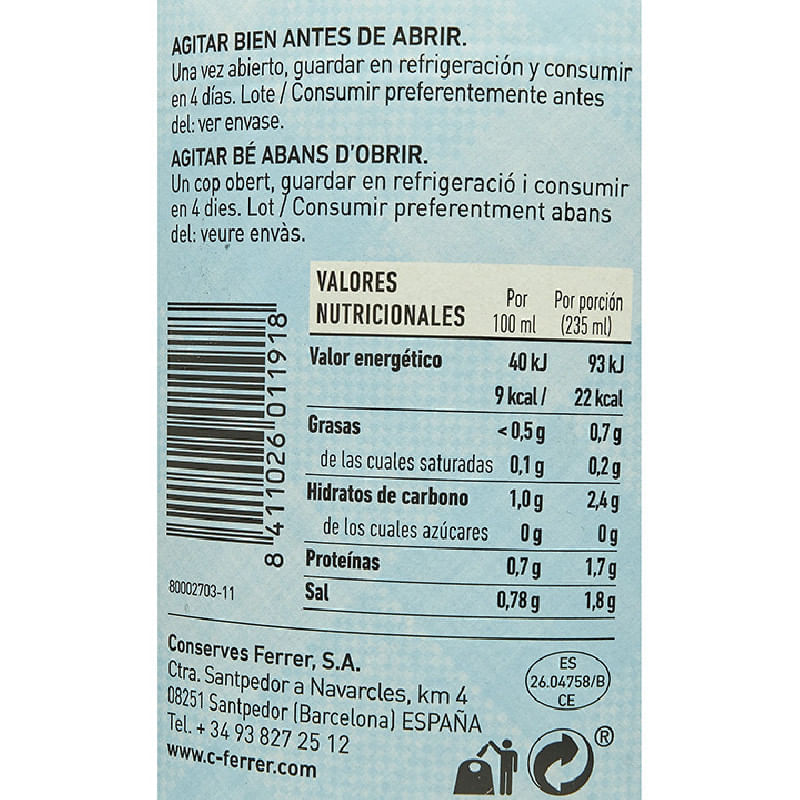 AGITAR BIEN ANTES DE ABRIR.
Una vez abierto, guardar en refrigeración y consumir
en 4 días. Lote / Consumir preferentemente antes
del: ver envase.
AGITAR BÉ ABANS D'OBRIR.
Un cop obert, guardar en refrigeració i consumir
en 4 dies. Lot / Consumir preferentment abans
del: veure envàs.
VALORES NUTRICIONALES Por 100 ml Por porción (235 ml)
Valor energético 40 kJ 93 kJ
9 kcal / 22 kcal
Grasas <0,5 g 0,7 g
de las cuales saturadas 0,1 g 0,2 g
Hidratos de carbono 1,0 g 2,4 g
de los cuales azúcares 0 g 0 g
Proteínas 0,7 g 1,7 g
Sal 0,78 g 1,8 g
8 411026 011918
80002703-11
Conserves Ferrer, S.A.
Ctra. Santpedor a Navarcles, km 4
08251 Santpedor (Barcelona) ESPAÑA
Tel. + 34 93 827 25 12
www.c-ferrer.com
ES
26.04758/B
CE
®